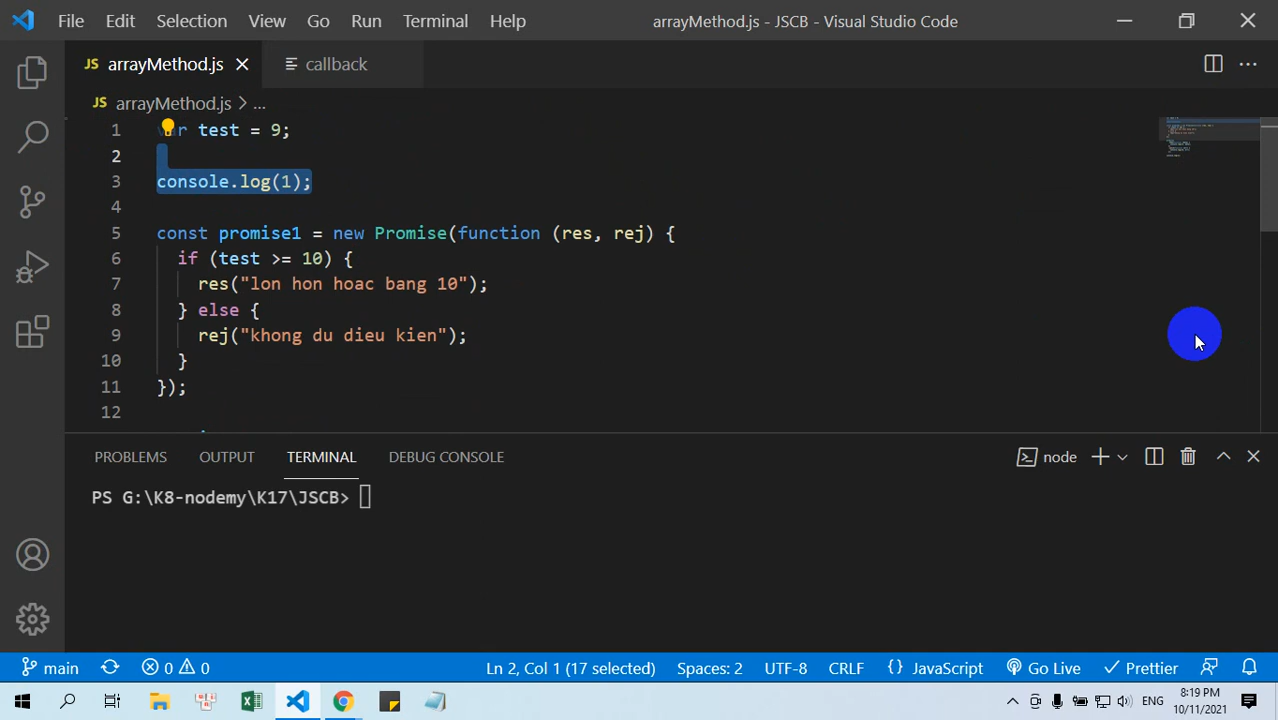 File Edit Selection View Go Run Terminal Help arrayMethod.js - JSCB - Visual Studio Code
JS arrayMethod.js callback
JS arrayMethod.js > ...
1 var test = 9;
2
3 console.log(1);
4
5 const promise1 = new Promise(function (res, rej) {
6 if (test >= 10) {
7 res("lon hon hoac bang 10");
8 } else {
9 rej("khong du dieu kien");
10 }
11 });
12
PROBLEMS OUTPUT TERMINAL DEBUG CONSOLE node
PS G:\K8-nodemy\K17\JSCB>
main 0 0 Ln 2, Col 1 (17 selected) Spaces: 2 UTF-8 CRLF {} JavaScript Go Live Prettier
ENG 8:19 PM
10/11/2021